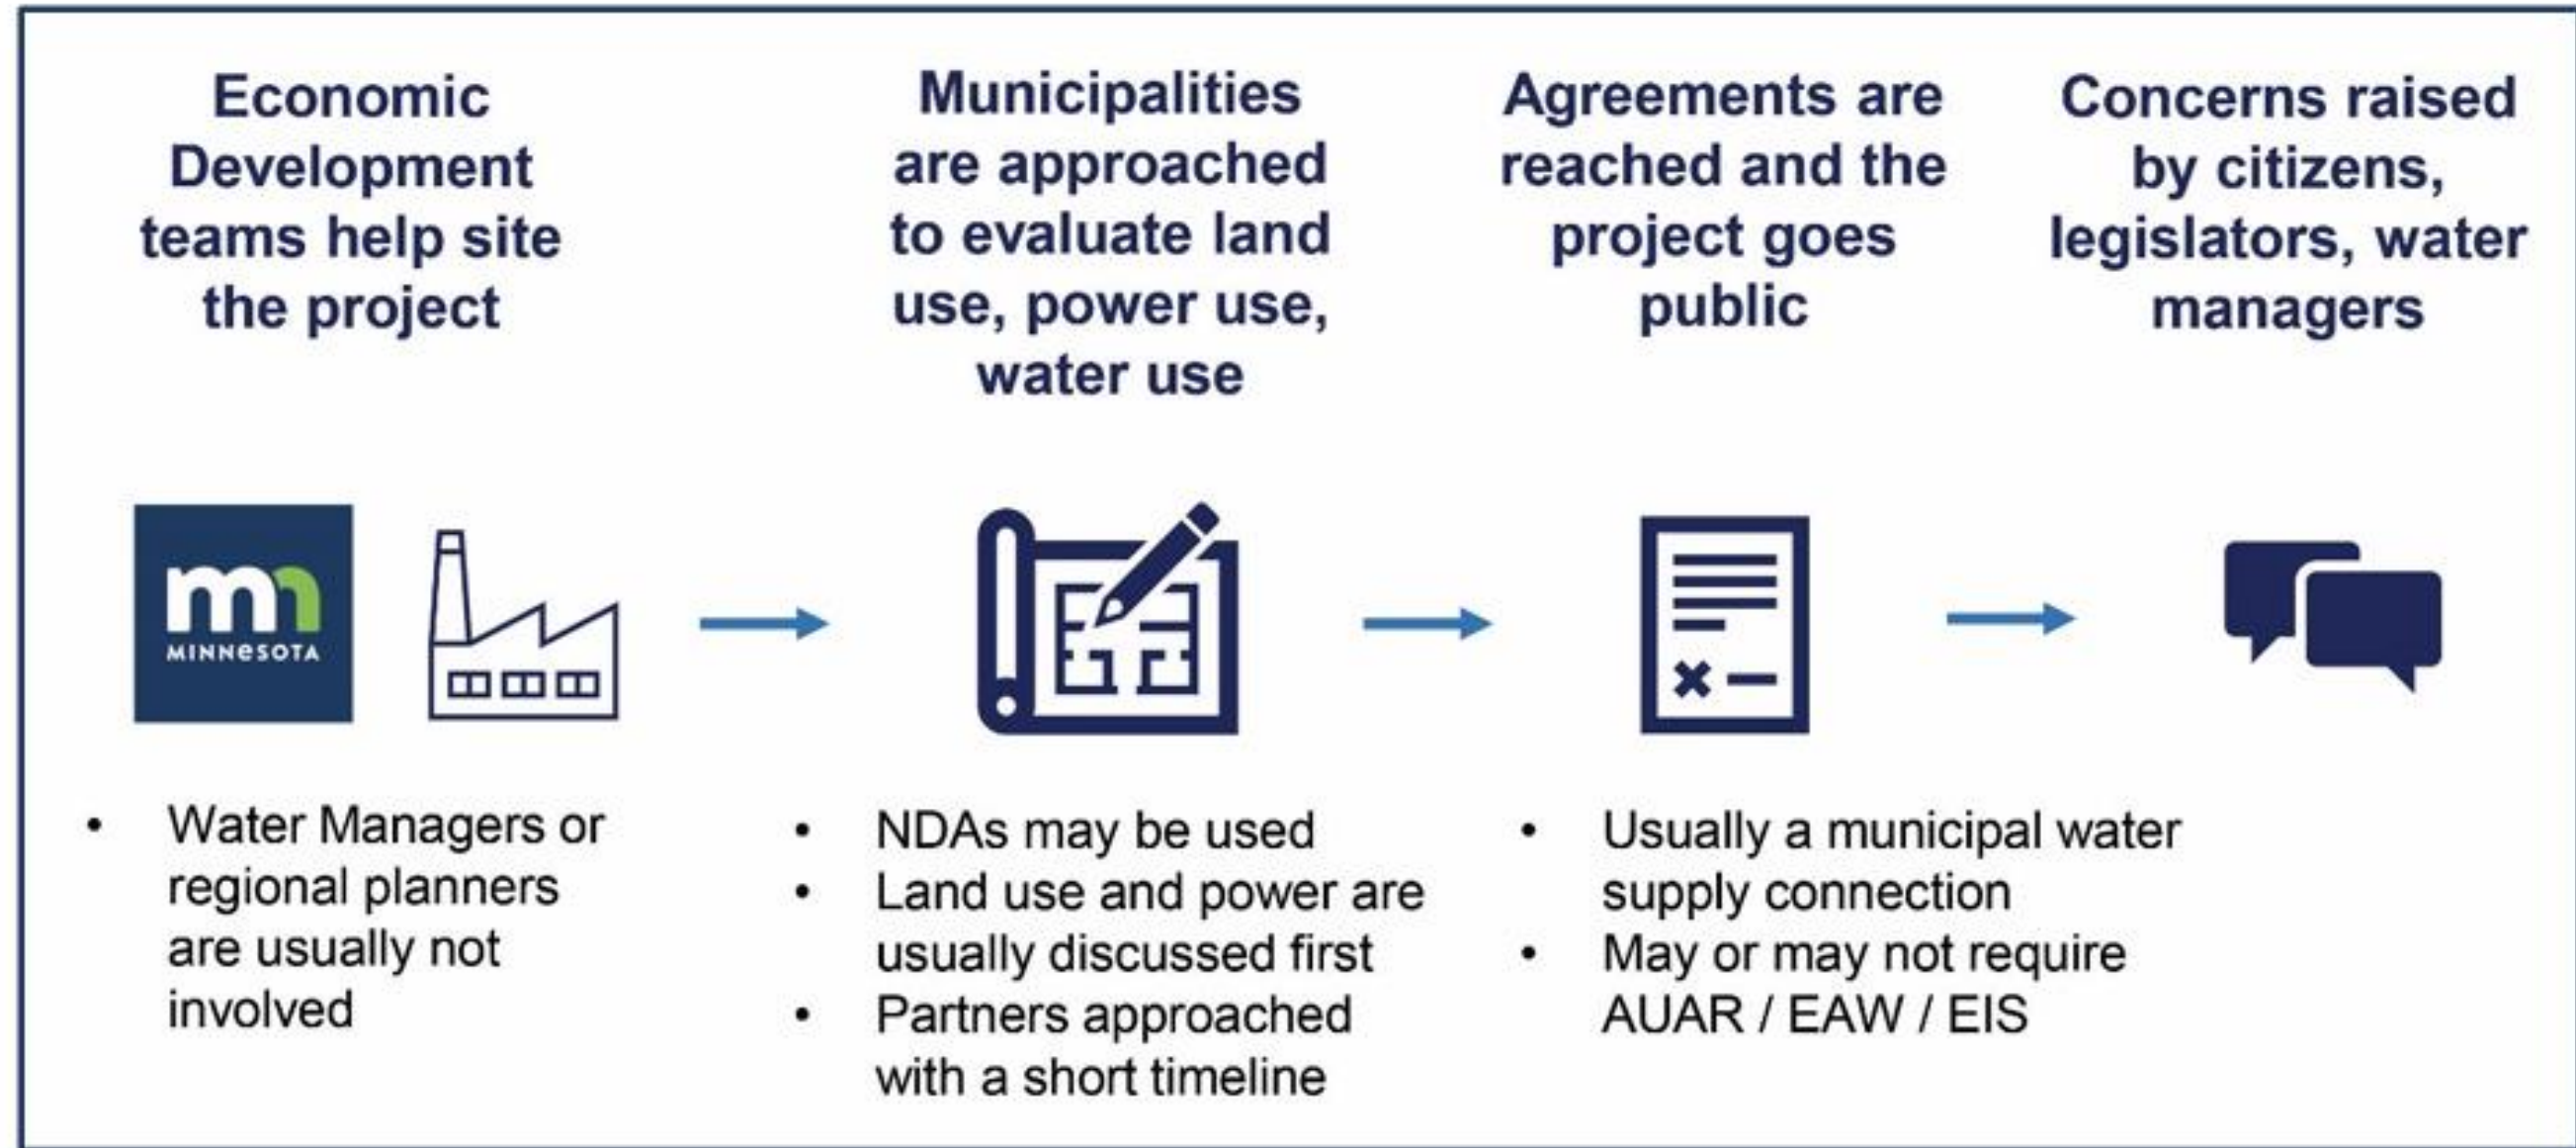 Economic
Development
teams help site
the project
Municipalities
are approached
to evaluate land
use, power use,
water use
Agreements are
reached and the
project goes
public
Concerns raised
by citizens,
legislators, water
managers
mn
MINNESOTA
• Water Managers or
regional planners
are usually not
involved
• NDAs may be used
• Land use and power are
usually discussed first
• Partners approached
with a short timeline
• Usually a municipal water
supply connection
• May or may not require
AUAR / EAW / EIS